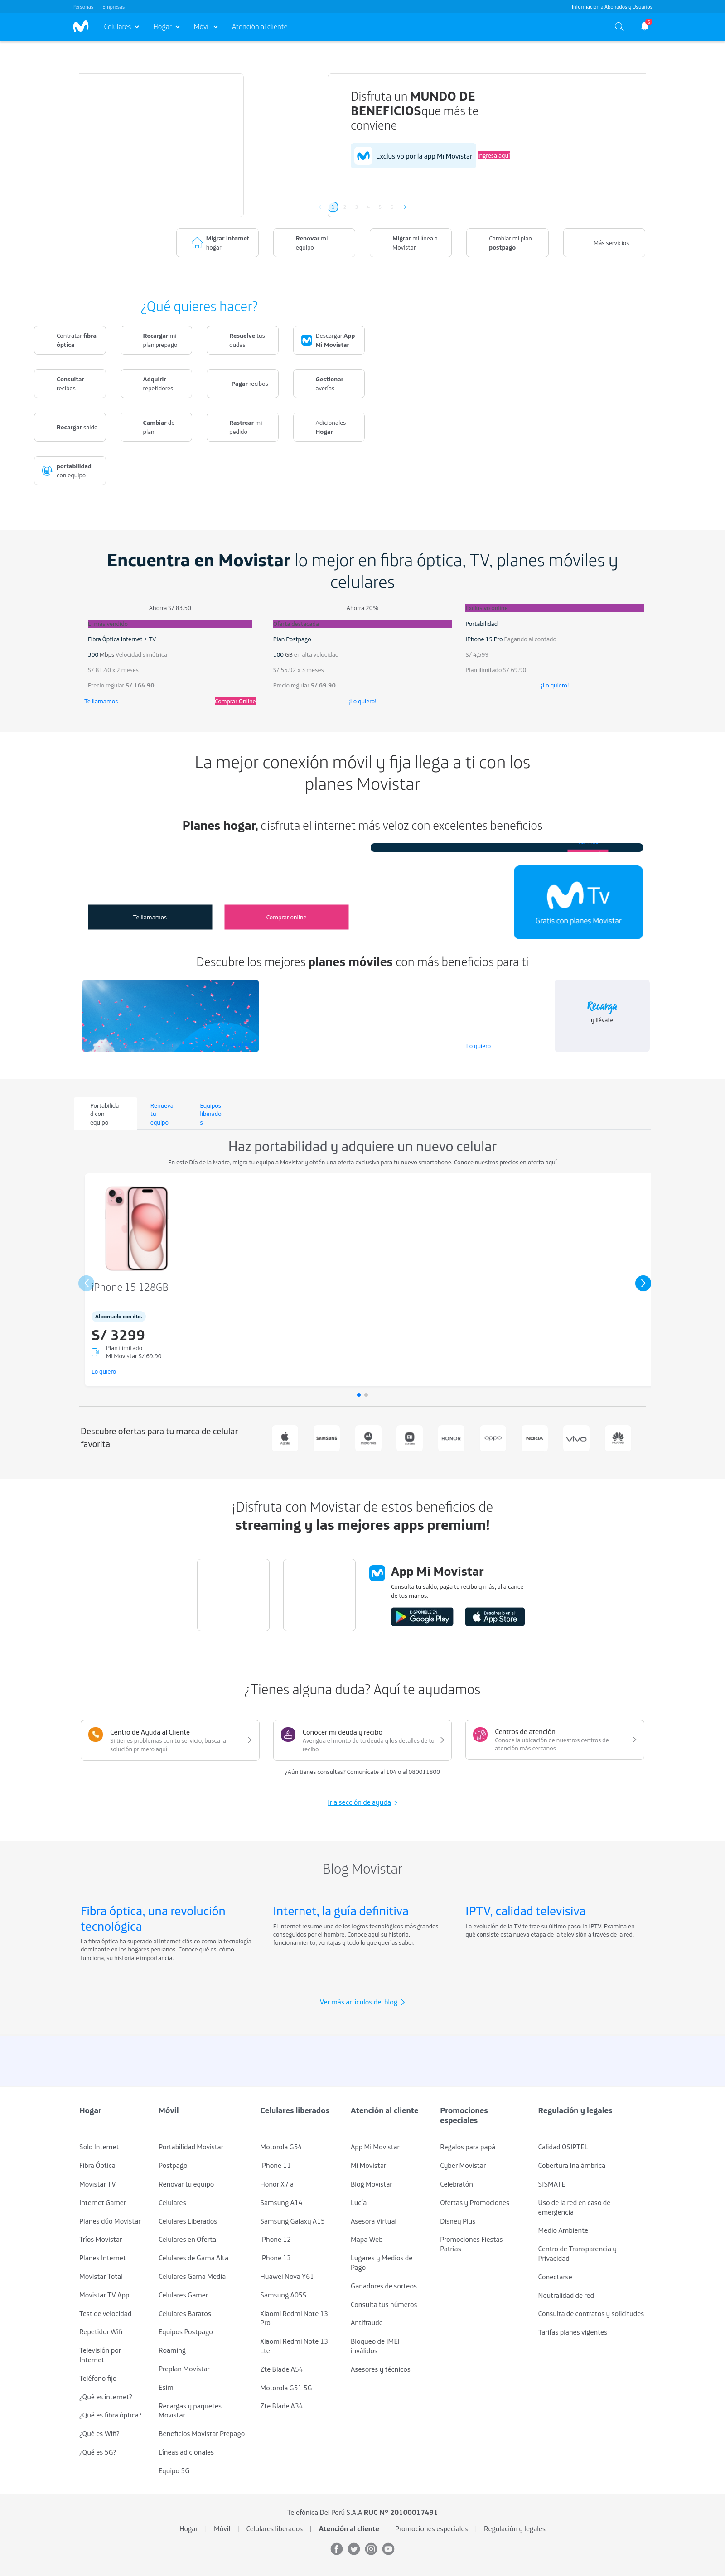 Personas Empresas Información a Abonados y Usuarios
Celulares Hogar Móvil Atención al cliente 1
Disfruta un MUNDO DE
BENEFICIOSque más te
conviene
Exclusivo por la app Mi Movistar Ingresa aquí
1
Migrar Internet
hogar
Renovar mi
equipo
Migrar mi línea a
Movistar
Cambiar mi plan
postpago
Más servicios
¿Qué quieres hacer?
Contratar fibra
óptica
Recargar mi
plan prepago
Resuelve tus
dudas
Descargar App
Mi Movistar
Consultar
recibos
Adquirir
repetidores
Pagar recibos
Gestionar
averías
Recargar saldo
Cambiar de
plan
Rastrear mi
pedido
Adicionales
Hogar
portabilidad
con equipo
Encuentra en Movistar lo mejor en fibra óptica, TV, planes móviles y
celulares
Ahorra S/ 83.50
Fibra Óptica Internet + TV
300 Mbps Velocidad simétrica
S/ 81.40 x 2 meses
Precio regular S/ 164.90
Te llamamos Comprar Online
Ahorra 20%
Plan Postpago
100 GB en alta velocidad
S/ 55.92 x 3 meses
Precio regular S/ 69.90
¡Lo quiero!
Portabilidad
IPhone 15 Pro Pagando al contado
S/ 4,599
Plan Ilimitado S/ 69.90
¡Lo quiero!
La mejor conexión móvil y fija llega a ti con los
planes Movistar
Planes hogar, disfruta el internet más veloz con excelentes beneficios
Te llamamos Comprar online
Tv
Gratis con planes Movistar
Descubre los mejores planes móviles con más beneficios para ti
Lo quiero
Recarga
y llévate
Portabilida
d con
equipo
Renueva
tu
equipo
Equipos
liberado
s
Haz portabilidad y adquiere un nuevo celular
En este Día de la Madre, migra tu equipo a Movistar y obtén una oferta exclusiva para tu nuevo smartphone. Conoce nuestros precios en oferta aquí
iPhone 15 128GB
Al contado con dto.
S/ 3299
Plan Ilimitado
Mi Movistar S/ 69.90
Lo quiero
Descubre ofertas para tu marca de celular
favorita
Apple SAMSUNG motorola xiaomi HONOR oppo NOKIA vivo HUAWEI
¡Disfruta con Movistar de estos beneficios de
streaming y las mejores apps premium!
App Mi Movistar
Consulta tu saldo, paga tu recibo y más, al alcance
de tus manos.
DISPONIBLE EN
Google Play
Descárgalo en el
App Store
¿Tienes alguna duda? Aquí te ayudamos
Centro de Ayuda al Cliente
Si tienes problemas con tu servicio, busca la
solución primero aquí
Conocer mi deuda y recibo
Averigua el monto de tu deuda y los detalles de tu
recibo
Centros de atención
Conoce la ubicación de nuestros centros de
atención más cercanos
¿Aún tienes consultas? Comunícate al 104 o al 080011800
Ir a sección de ayuda
Blog Movistar
Fibra óptica, una revolución
tecnológica
La fibra óptica ha superado al internet clásico como la tecnología
dominante en los hogares peruanos. Conoce qué es, cómo
funciona, su historia e importancia.
Internet, la guía definitiva
El Internet resume uno de los logros tecnológicos más grandes
conseguidos por el hombre. Conoce aquí su historia,
funcionamiento, ventajas y todo lo que querías saber.
IPTV, calidad televisiva
La evolución de la TV te trae su último paso: la IPTV. Examina en
qué consiste esta nueva etapa de la televisión a través de la red.
Ver más artículos del blog
Hogar
Solo Internet
Fibra Óptica
Movistar TV
Internet Gamer
Planes dúo Movistar
Tríos Movistar
Planes Internet
Movistar Total
Movistar TV App
Test de velocidad
Repetidor Wifi
Televisión por
Internet
Teléfono fijo
¿Qué es internet?
¿Qué es fibra óptica?
¿Qué es Wifi?
¿Qué es 5G?
Móvil
Portabilidad Movistar
Postpago
Renovar tu equipo
Celulares
Celulares Liberados
Celulares en Oferta
Celulares de Gama Alta
Celulares Gama Media
Celulares Gamer
Celulares Baratos
Equipos Postpago
Roaming
Preplan Movistar
Esim
Recargas y paquetes
Movistar
Beneficios Movistar Prepago
Líneas adicionales
Equipo 5G
Celulares liberados
Motorola G54
iPhone 11
Honor X7 a
Samsung A14
Samsung Galaxy A15
iPhone 12
iPhone 13
Huawei Nova Y61
Samsung A05S
Xiaomi Redmi Note 13
Pro
Xiaomi Redmi Note 13
Lte
Zte Blade A54
Motorola G51 5G
Zte Blade A34
Atención al cliente
App Mi Movistar
Mi Movistar
Blog Movistar
Lucía
Asesora Virtual
Mapa Web
Lugares y Medios de
Pago
Ganadores de sorteos
Consulta tus números
Antifraude
Bloqueo de IMEI
inválidos
Asesores y técnicos
Promociones
especiales
Regalos para papá
Cyber Movistar
Celebratón
Ofertas y Promociones
Disney Plus
Promociones Fiestas
Patrias
Regulación y legales
Calidad OSIPTEL
Cobertura Inalámbrica
SISMATE
Uso de la red en caso de
emergencia
Medio Ambiente
Centro de Transparencia y
Privacidad
Conectarse
Neutralidad de red
Consulta de contratos y solicitudes
Tarifas planes vigentes
Telefónica Del Perú S.A.A RUC Nº 20100017491
Hogar | Móvil | Celulares liberados | Atención al cliente | Promociones especiales | Regulación y legales